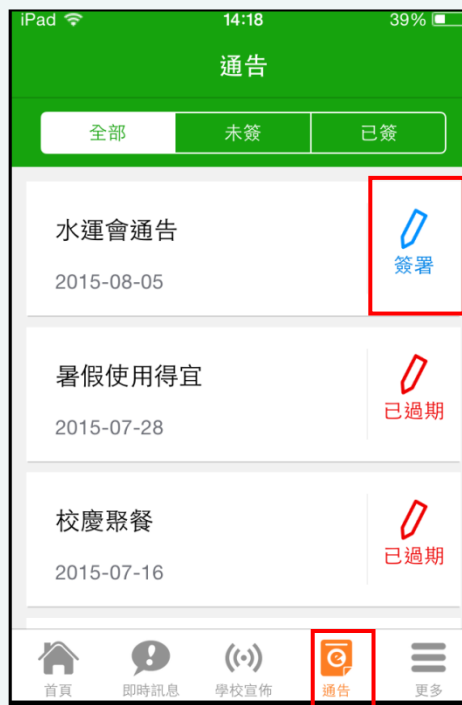 iPad 14:18 39%
通告
全部 未簽 已簽
水運會通告
2015-08-05
簽署
暑假使用得宜
2015-07-28
已過期
校慶聚餐
2015-07-16
已過期
首頁 即時訊息 學校宣佈 通告 更多